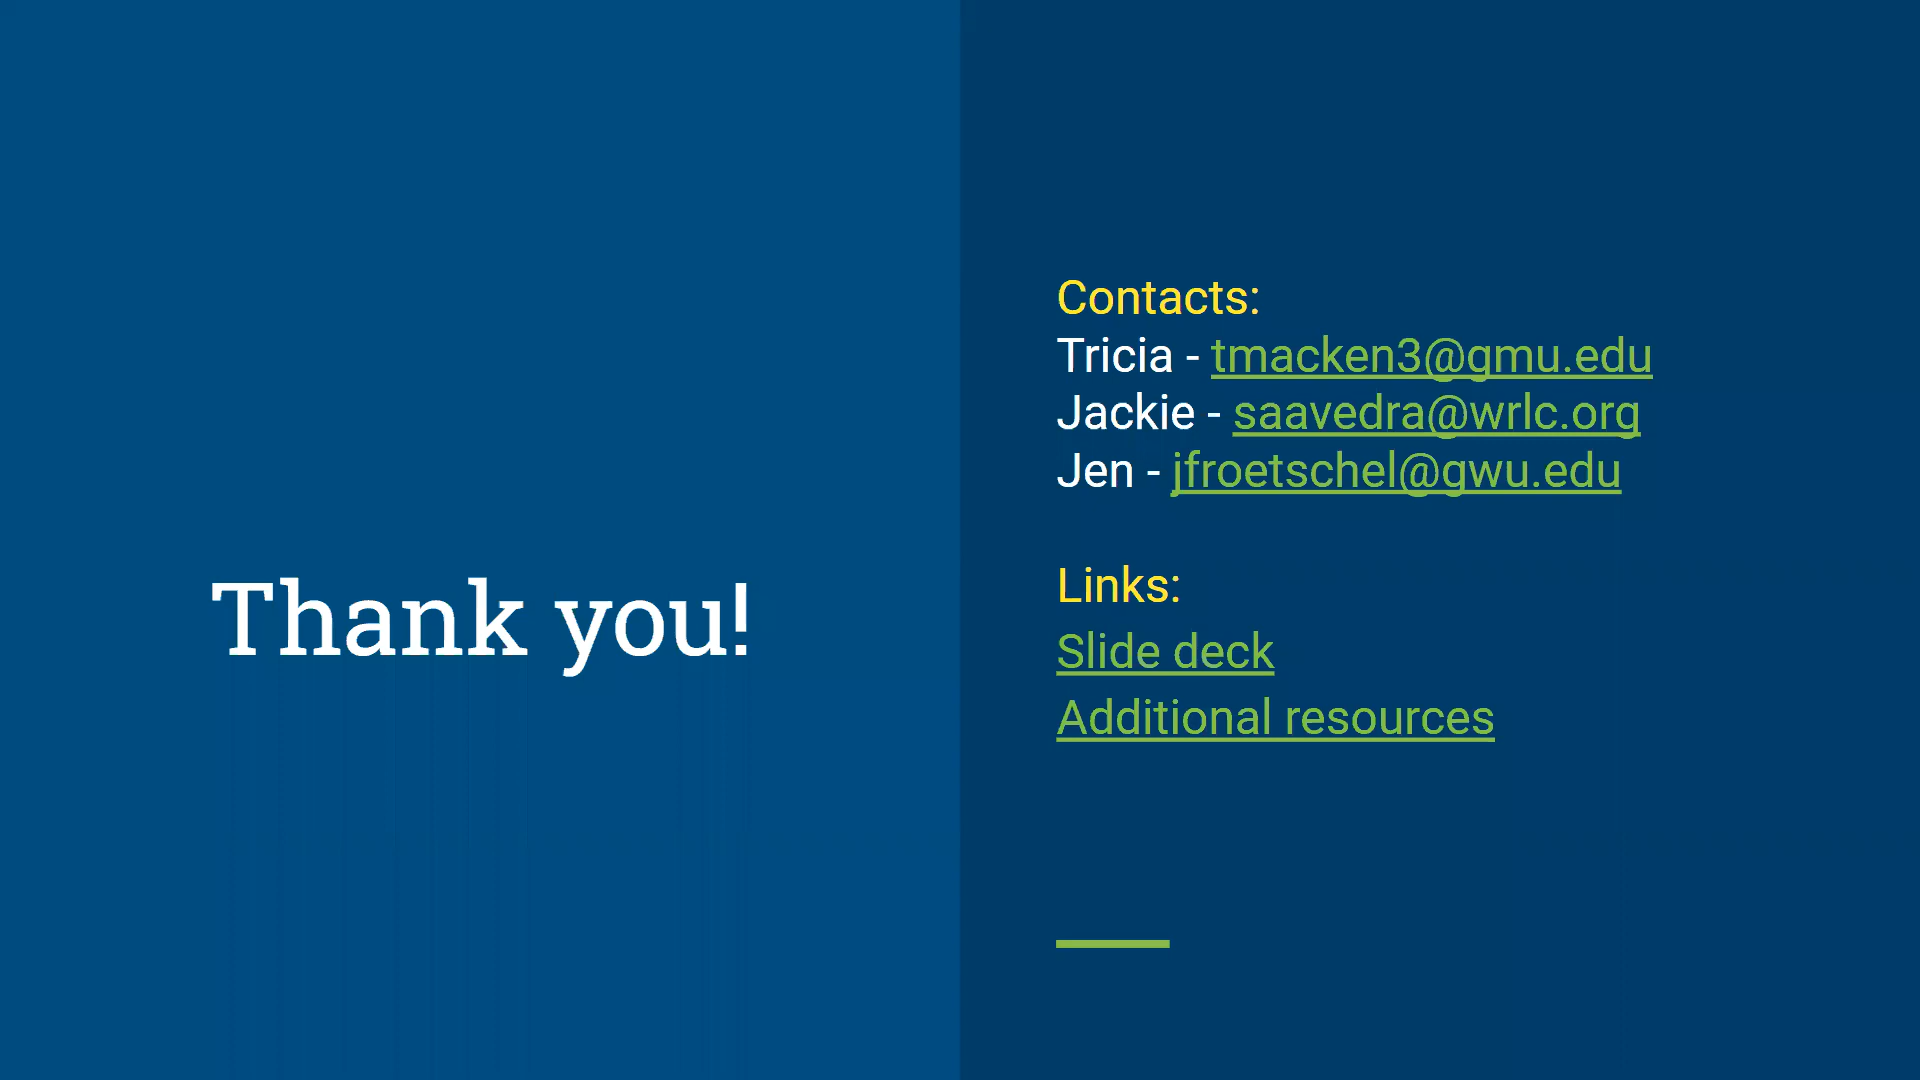 Thank you!
Contacts:
Tricia - tmacken3@gmu.edu
Jackie - saavedra@wrlc.org
Jen - jfroetschel@gwu.edu
Links:
Slide deck
Additional resources